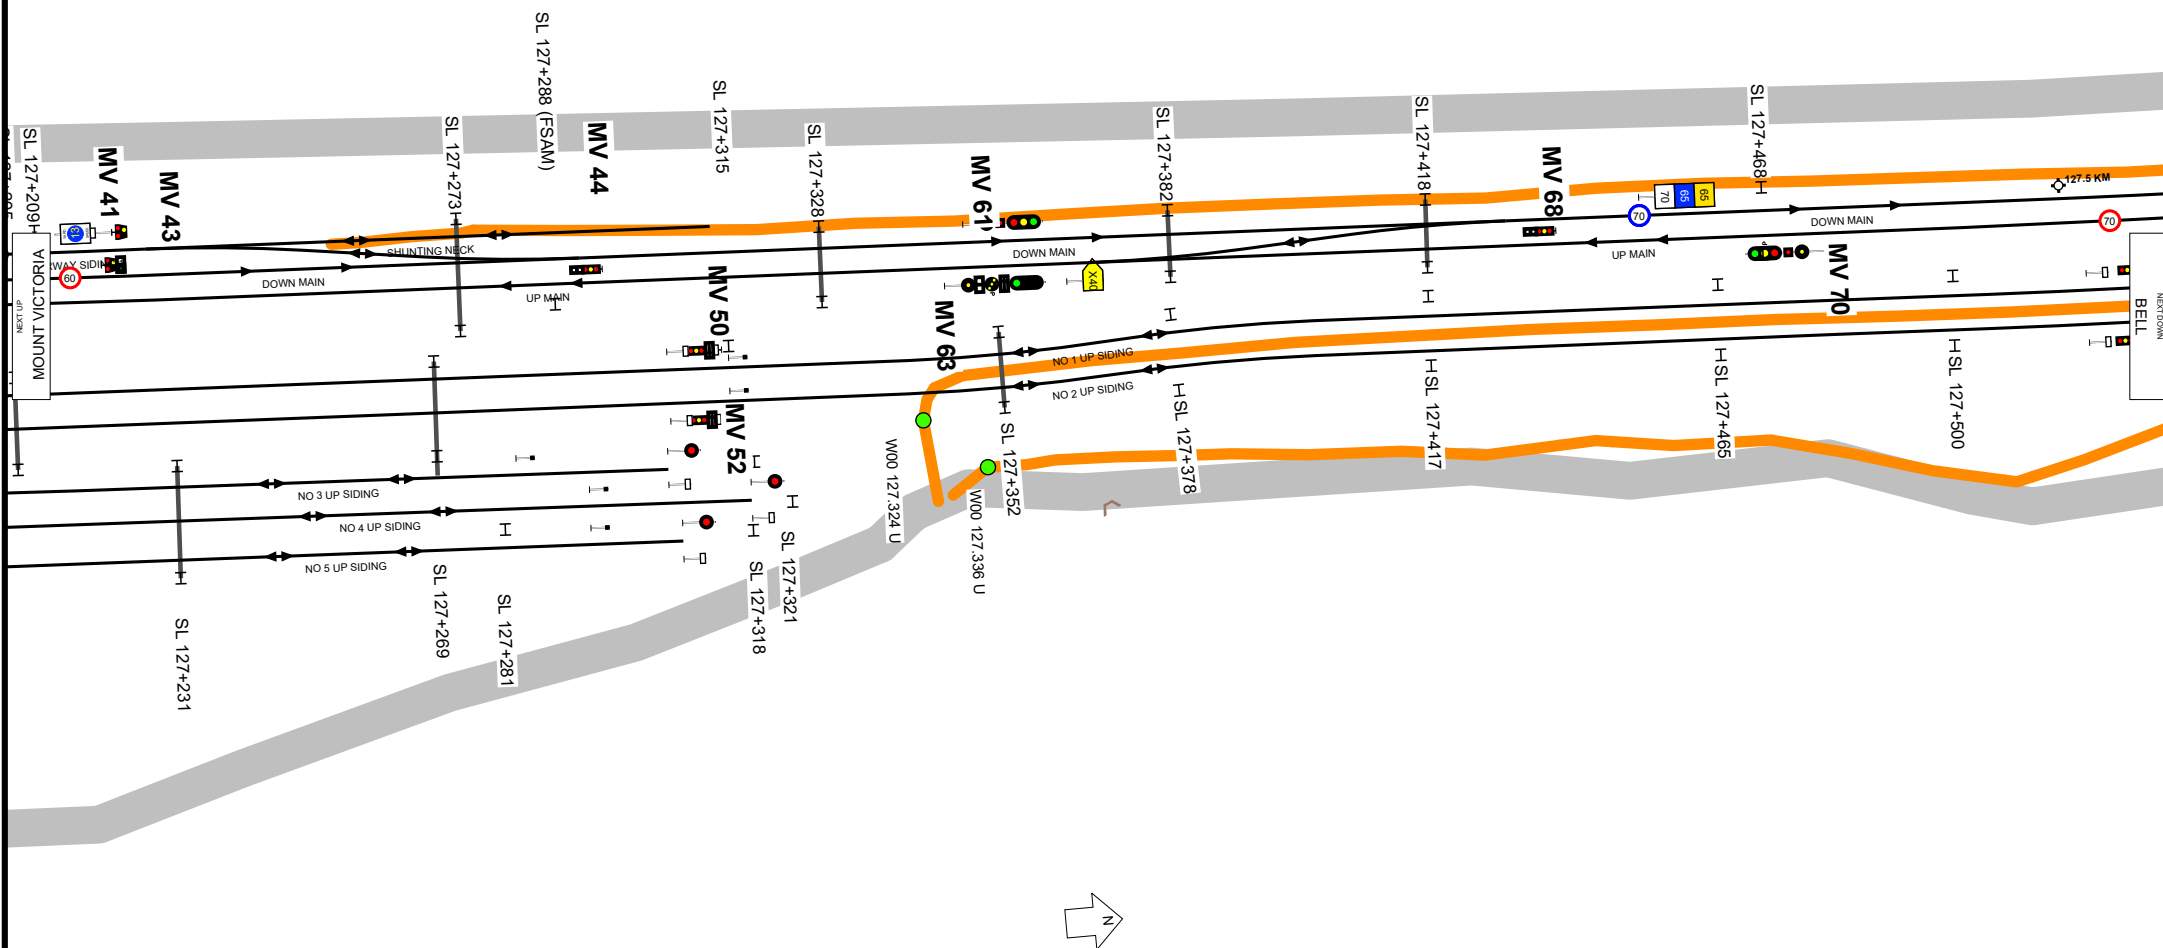 SL 127+209
MV 41
MV 43
SL 127+273
SL 127+288 (FSAM)
MV 44
SL 127+315
SL 127+328
MV 61
SL 127+382
SL 127+418
MV 68
SL 127+468
70
65
65
70
127.5 KM
70
DOWN MAIN
UP MAIN
MV 70
NEXT UP
MOUNT VICTORIA
60
SHUNTING NECK
DOWN MAIN
UP MAIN
DOWN MAIN
X40
MV 50
MV 63
NO 1 UP SIDING
NO 2 UP SIDING
NEXT DOWN
BELL
MV 52
W00 127.324 U
W00 127.336 U
SL 127+352
SL 127+378
SL 127+417
SL 127+465
SL 127+500
NO 3 UP SIDING
NO 4 UP SIDING
NO 5 UP SIDING
SL 127+231
SL 127+269
SL 127+281
SL 127+318
SL 127+321
N